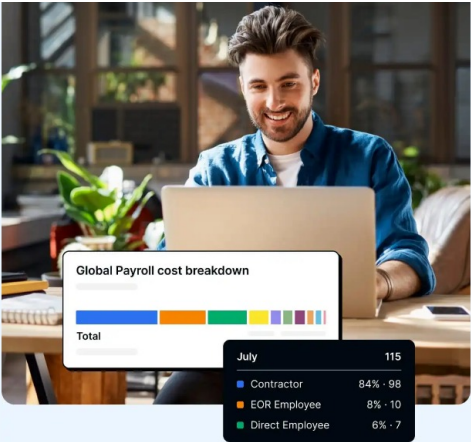 Global Payroll cost breakdown
Total
July 115
Contractor 84% · 98
EOR Employee 8% · 10
Direct Employee 6% · 7